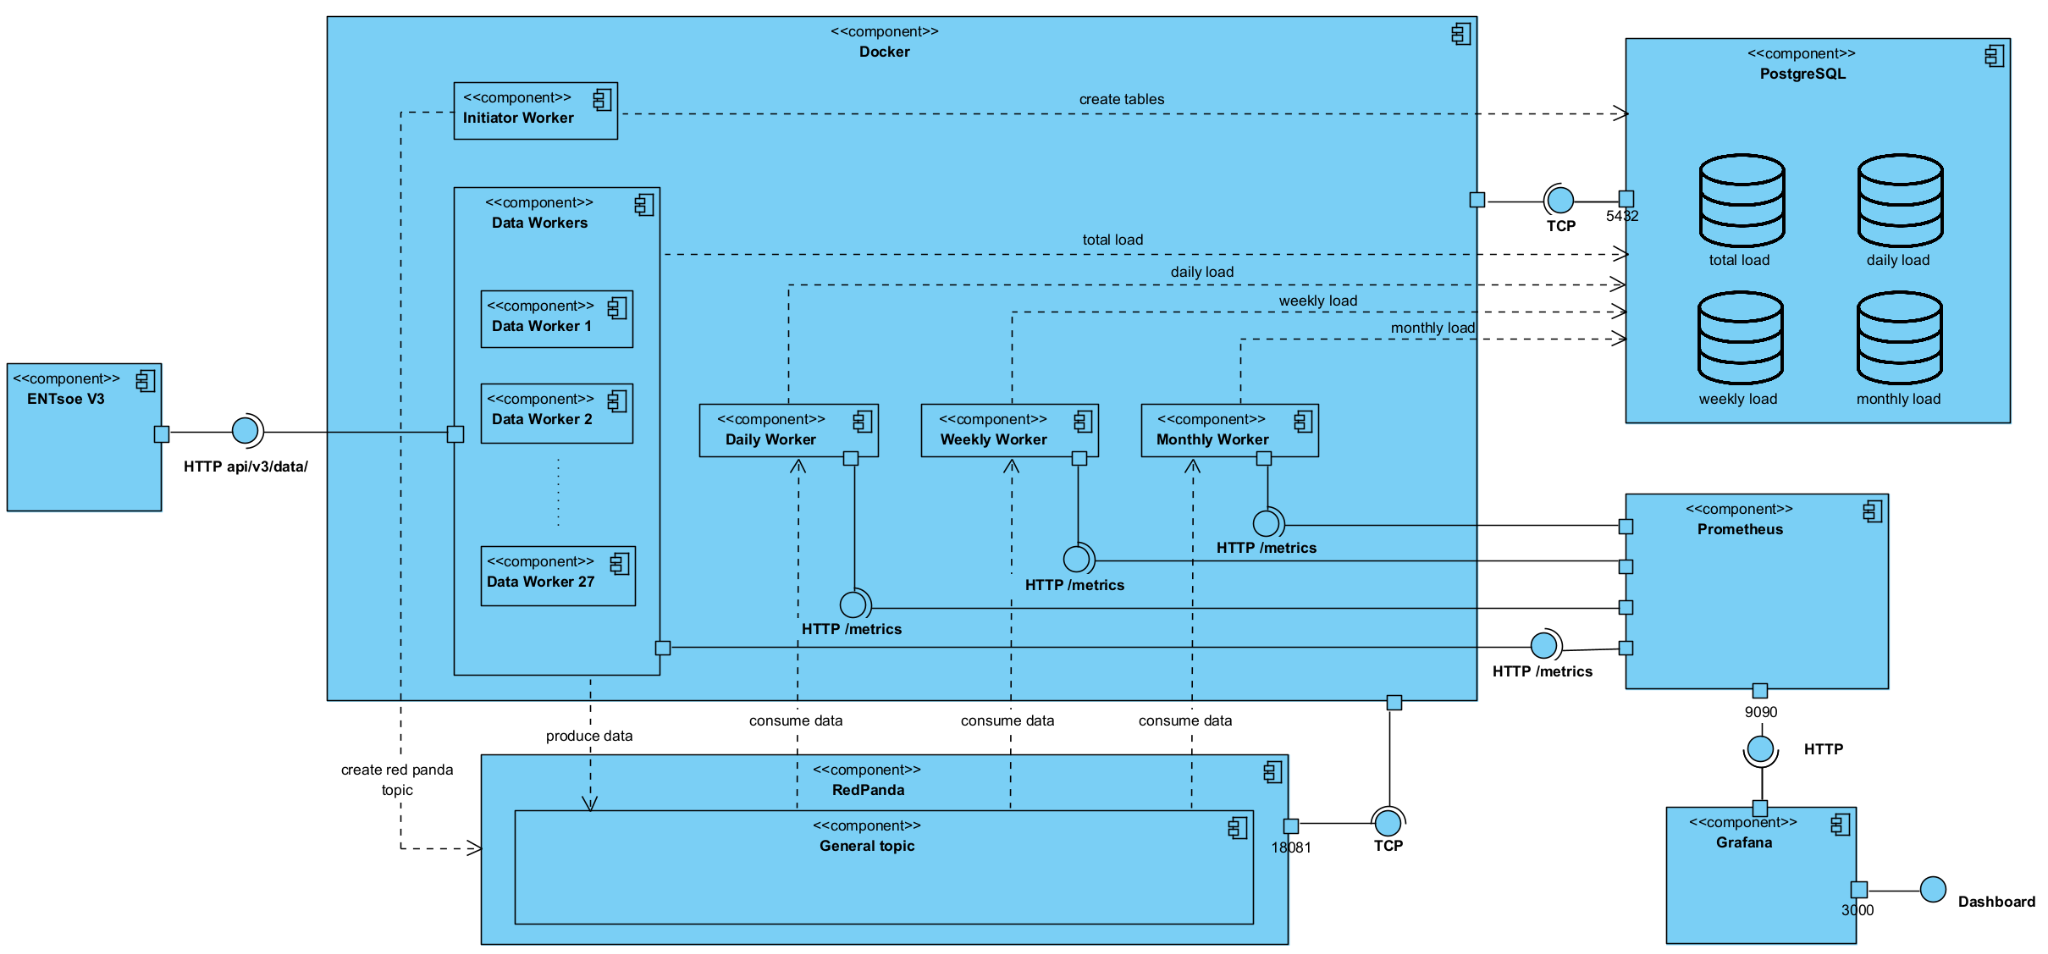 <<component>>
Docker
<<component>>
PostgreSQL
<<component>>
Initiator Worker
create tables
<<component>>
Data Workers
5432
TCP
total load
total load
daily load
daily load
weekly load
monthly load
<<component>>
Data Worker 1
<<component>>
ENTsoe V3
<<component>>
Data Worker 2
weekly load
monthly load
<<component>>
Daily Worker
<<component>>
Weekly Worker
<<component>>
Monthly Worker
HTTP api/v3/data/
<<component>>
Prometheus
HTTP /metrics
<<component>>
Data Worker 27
HTTP /metrics
HTTP /metrics
HTTP /metrics
9090
consume data
consume data
consume data
produce data
HTTP
create red panda
topic
<<component>>
RedPanda
<<component>>
General topic
18081
TCP
<<component>>
Grafana
3000
Dashboard